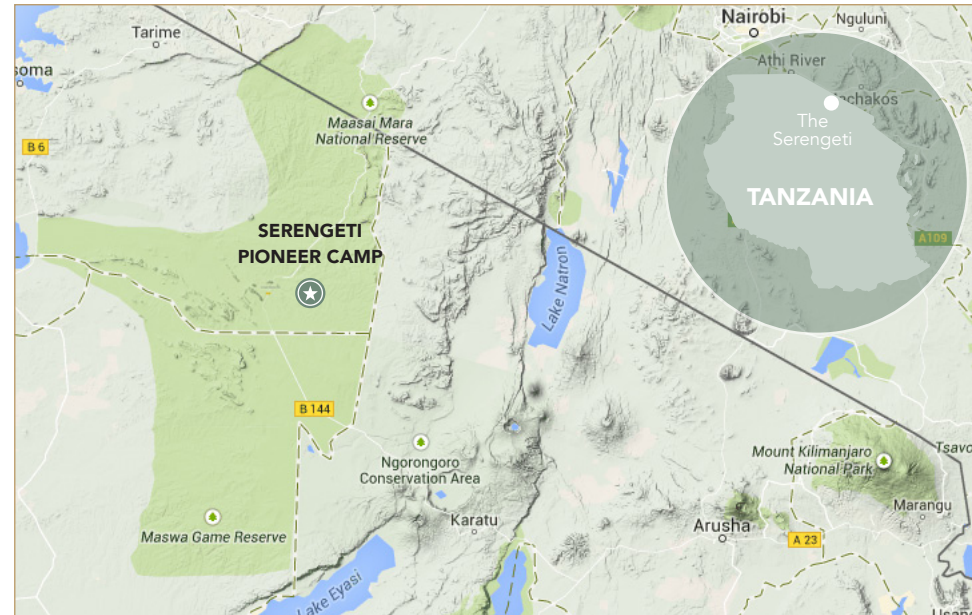 Nairobi
Tarime
Nguluni
Athi River
soma
Machakos
The
Serengeti
Maasai Mara
National Reserve
B 6
TANZANIA
SERENGETI
PIONEER CAMP
A109
Lake Natron
B 144
Ngorongoro
Conservation Area
Mount Kilimanjaro
National Park
Tsavo
Marangu
Karatu
Arusha
A 23
Maswa Game Reserve
Lake Eyasi